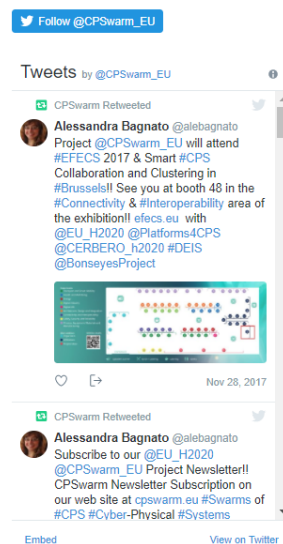 Follow @CPSwarm_EU
Tweets by @CPSwarm_EU
CPSwarm Retweeted
Alessandra Bagnato @alebagnato
Project @CPSwarm_EU will attend
#EFECS 2017 & Smart #CPS
Collaboration and Clustering in
#Brussels!! See you at booth 48 in the
#Connectivity & #Interoperability area of
the exhibition!! efecs.eu with
@EU_H2020 @Platforms4CPS
@CERBERO_h2020 #DEIS
@BonseyesProject
Nov 28, 2017
CPSwarm Retweeted
Alessandra Bagnato @alebagnato
Subscribe to our @EU_H2020
@CPSwarm_EU Project Newsletter!!
CPSwarm Newsletter Subscription on
our web site at cpswarm.eu #Swarms of
#CPS #Cyber-Physical #Systems
Embed
View on Twitter